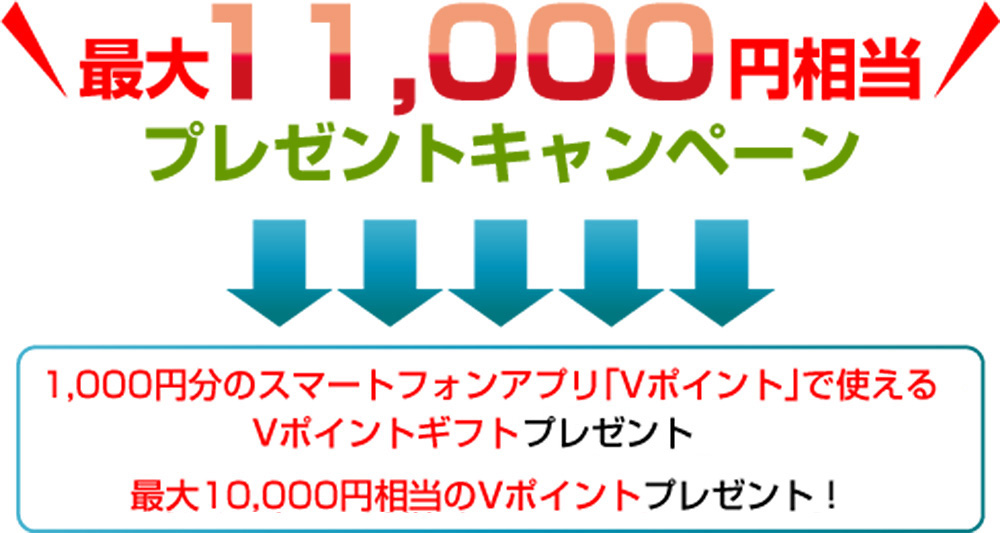 最大11,000円相当
プレゼントキャンペーン
1,000円分のスマートフォンアプリ「Vポイント」で使える
Vポイントギフトプレゼント
最大10,000円相当のVポイントプレゼント！